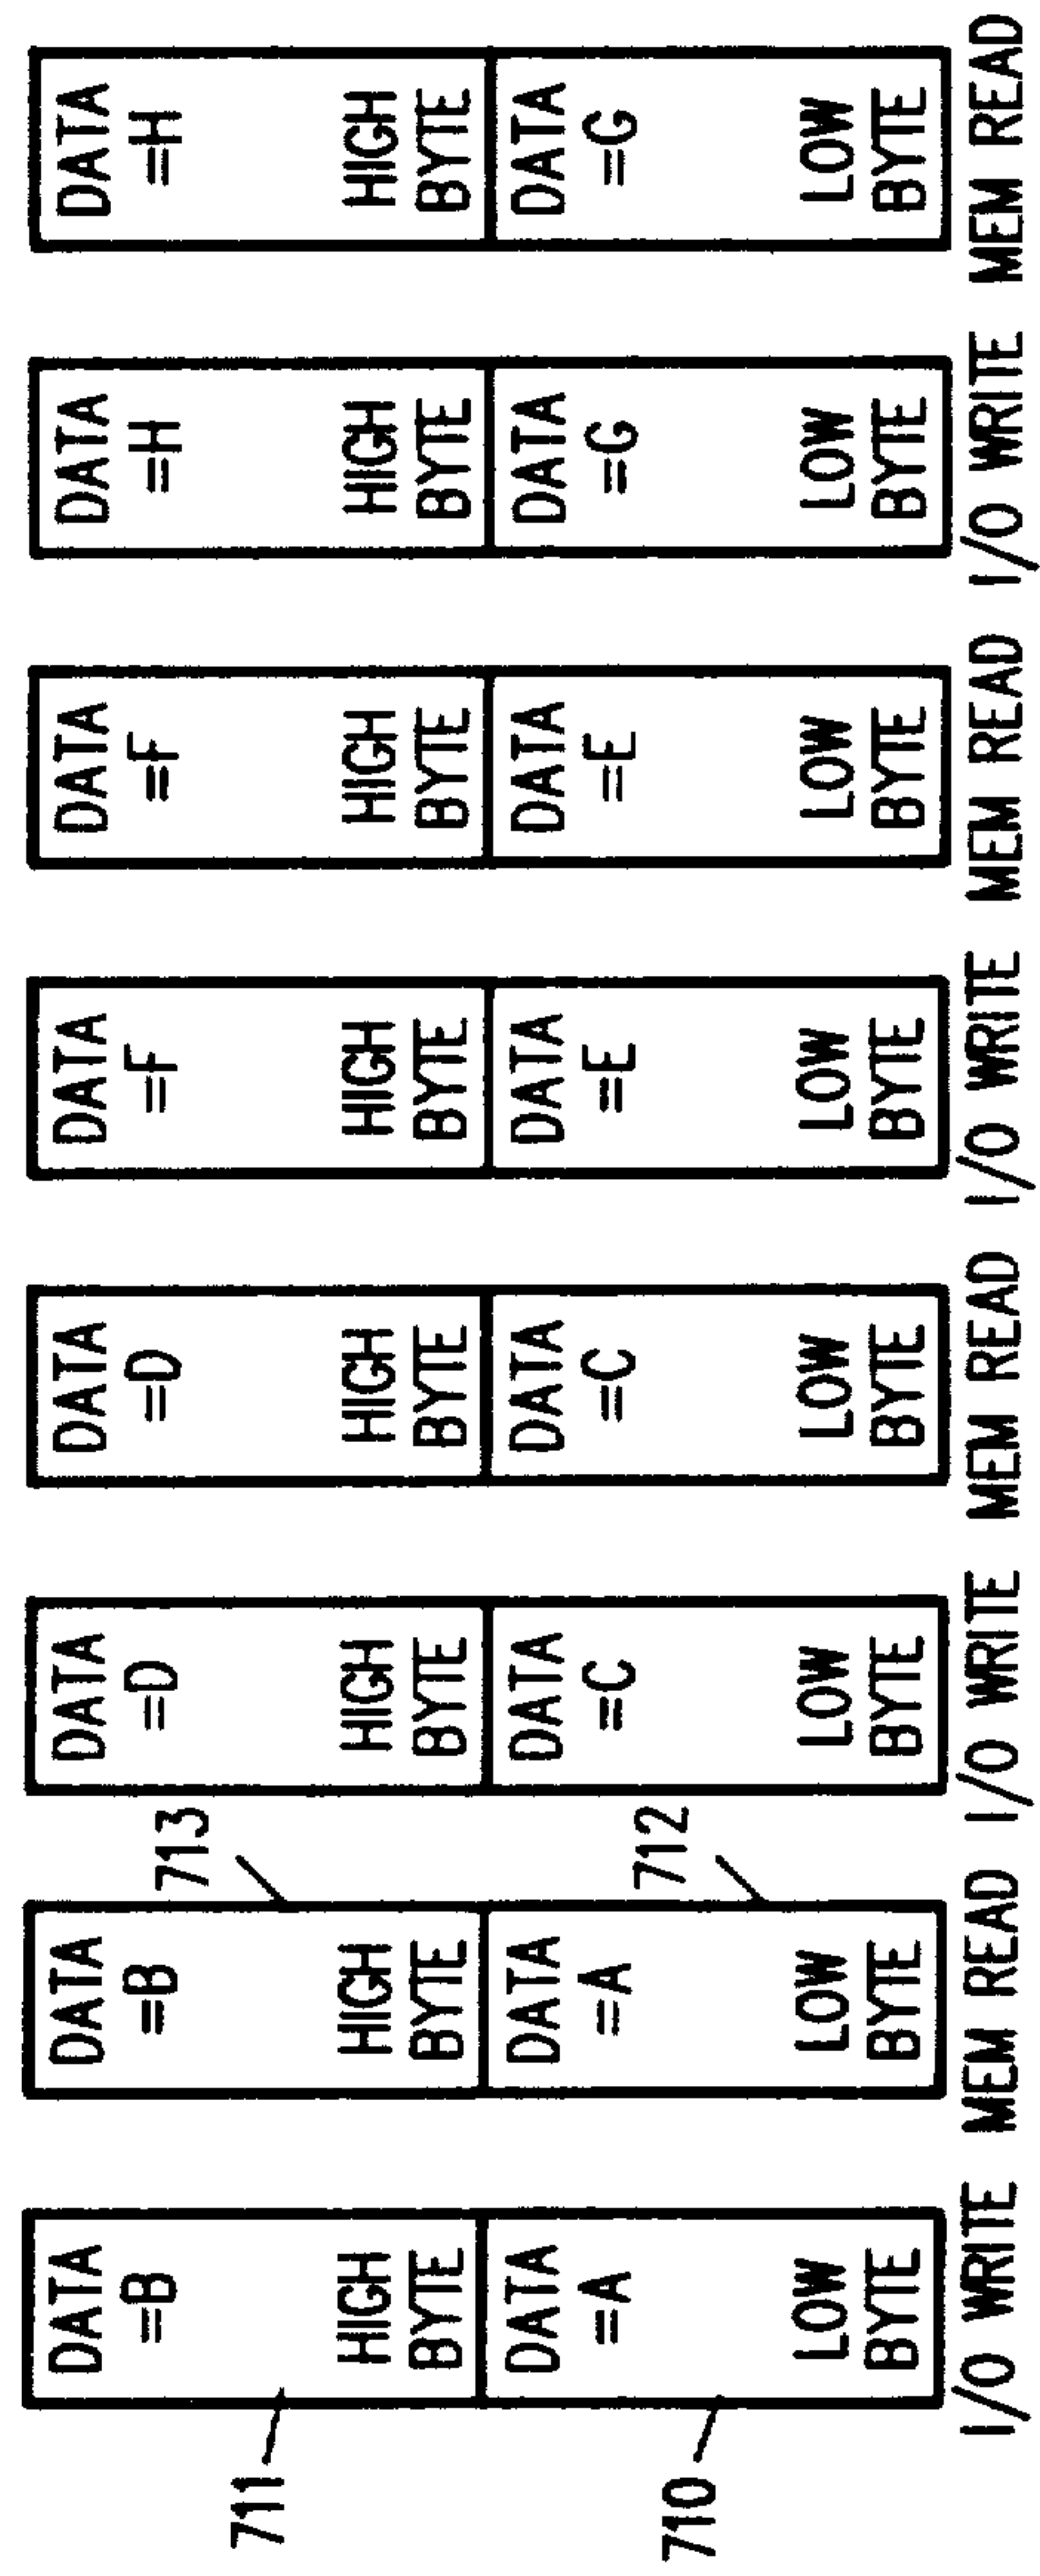 711
710
DATA
=B
HIGH
BYTE
DATA
=A
LOW
BYTE
I/O WRITE
DATA
=B
HIGH
BYTE
DATA
=A
LOW
BYTE
MEM READ
713
712
DATA
=D
HIGH
BYTE
DATA
=C
LOW
BYTE
I/O WRITE
DATA
=D
HIGH
BYTE
DATA
=C
LOW
BYTE
MEM READ
DATA
=F
HIGH
BYTE
DATA
=E
LOW
BYTE
I/O WRITE
DATA
=F
HIGH
BYTE
DATA
=E
LOW
BYTE
MEM READ
DATA
=H
HIGH
BYTE
DATA
=G
LOW
BYTE
I/O WRITE
DATA
=H
HIGH
BYTE
DATA
=G
LOW
BYTE
MEM READ